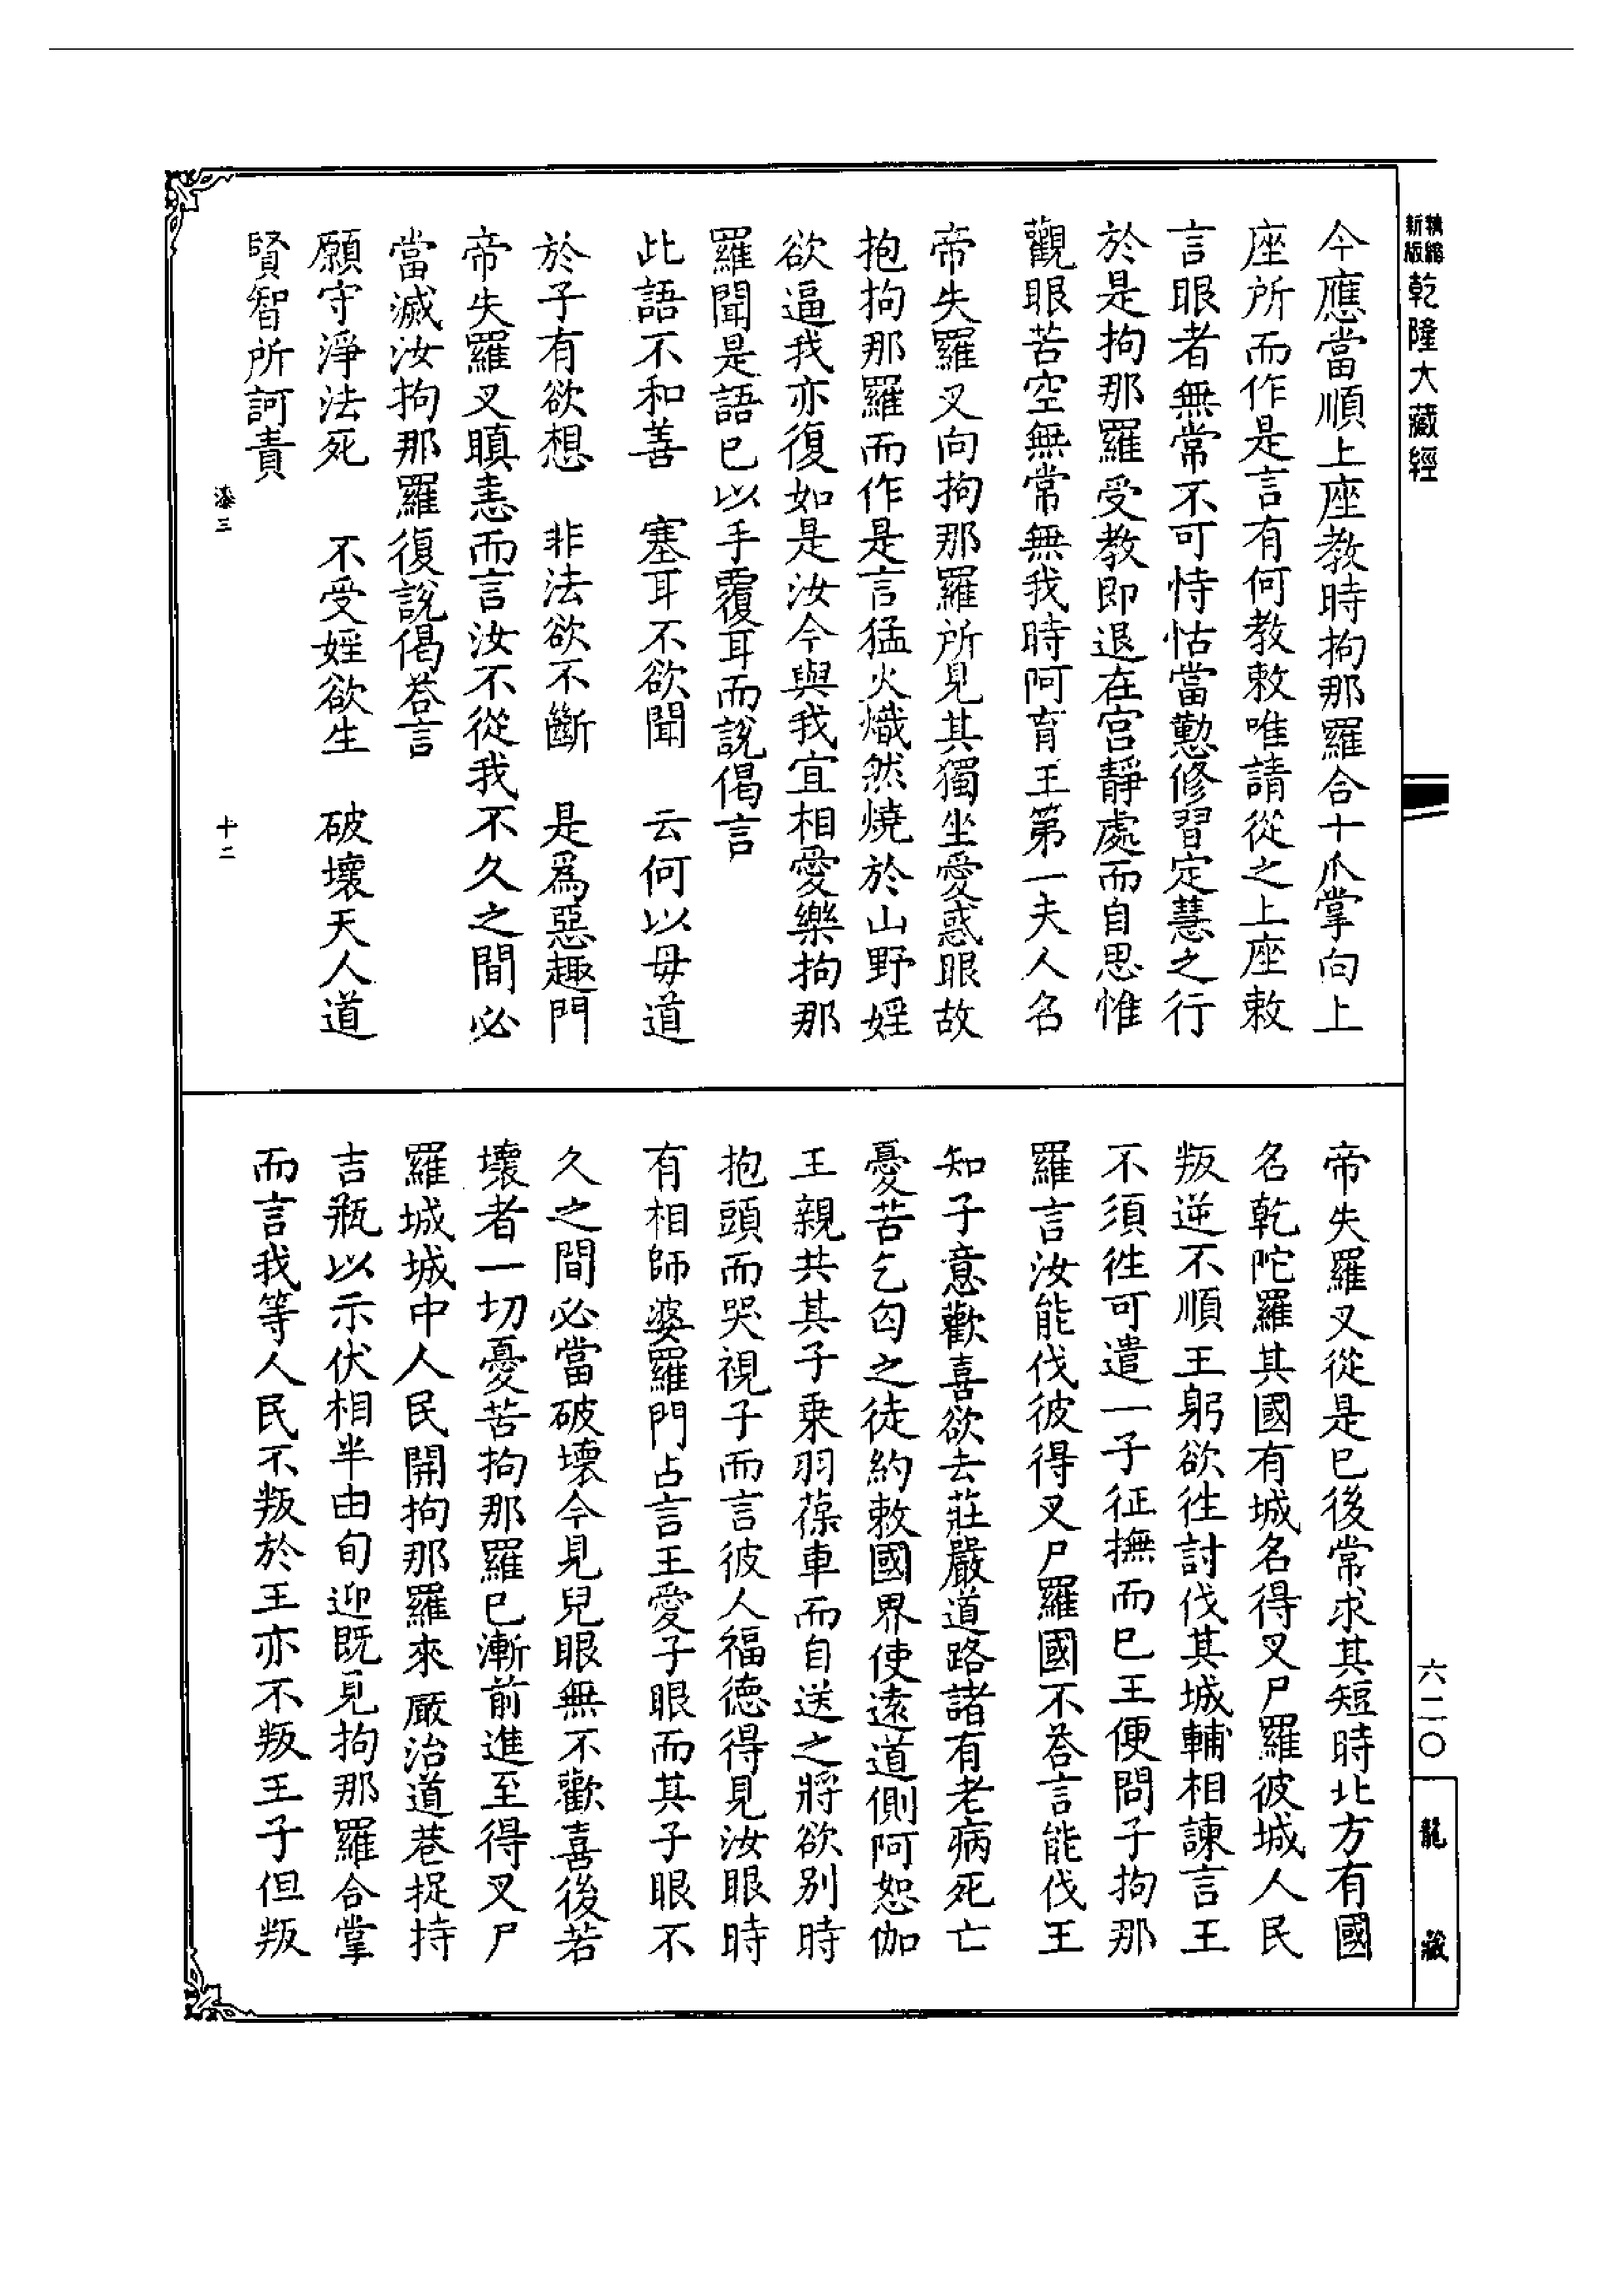 精縮新版
乾隆大藏經
今應當順上座教時拘那羅合十爪掌向上
座所而作是言有何教敕唯請從之上座敕
言眼者無常不可恃怙當懃修習定慧之行
於是拘那羅受教即退在宮靜處而自思惟
觀眼苦空無常無我時阿育王第一夫人名
帝失羅叉向拘那羅所見其獨坐愛惑眼故
抱拘那羅而作是言猛火熾然燒於山野婬
欲逼我亦復如是汝今與我宜相愛樂拘那
羅聞是語已以手覆耳而說偈言
此語不和善　塞耳不欲聞　云何以毋道
於子有欲想　非法欲不斷　是爲惡趣門
帝失羅叉瞋恚而言汝不從我不久之間必
當滅汝拘那羅復說偈荅言
願守淨法死　不受婬欲生　破壞天人道
賢智所訶責
漆三　十二
帝失羅叉從是已後常求其短時北方有國
名乾陀羅其國有城名得叉尸羅彼城人民
叛逆不順王躬欲往討伐其城輔相諫言王
不須往可遣一子征撫而已王便問子拘那
羅言汝能伐彼得叉尸羅國不荅言能伐王
知子意歡喜欲去莊嚴道路諸有老病死亡
憂苦乞匃之徒約敕國界使遠道側阿恕伽
王親共其子乗羽葆車而自送之將欲别時
抱頭而哭視子而言彼人福德得見汝眼時
有相師婆羅門占言王愛子眼而其子眼不
久之間必當破壞今見兒眼無不歡喜後若
壞者一切憂苦拘那羅已漸前進至得叉尸
羅城城中人民聞拘那羅來嚴治道巷捉持
吉瓶以示伏相半由旬迎既見拘那羅合掌
而言我等人民不叛於王亦不叛王子但叛
六二〇
龍藏